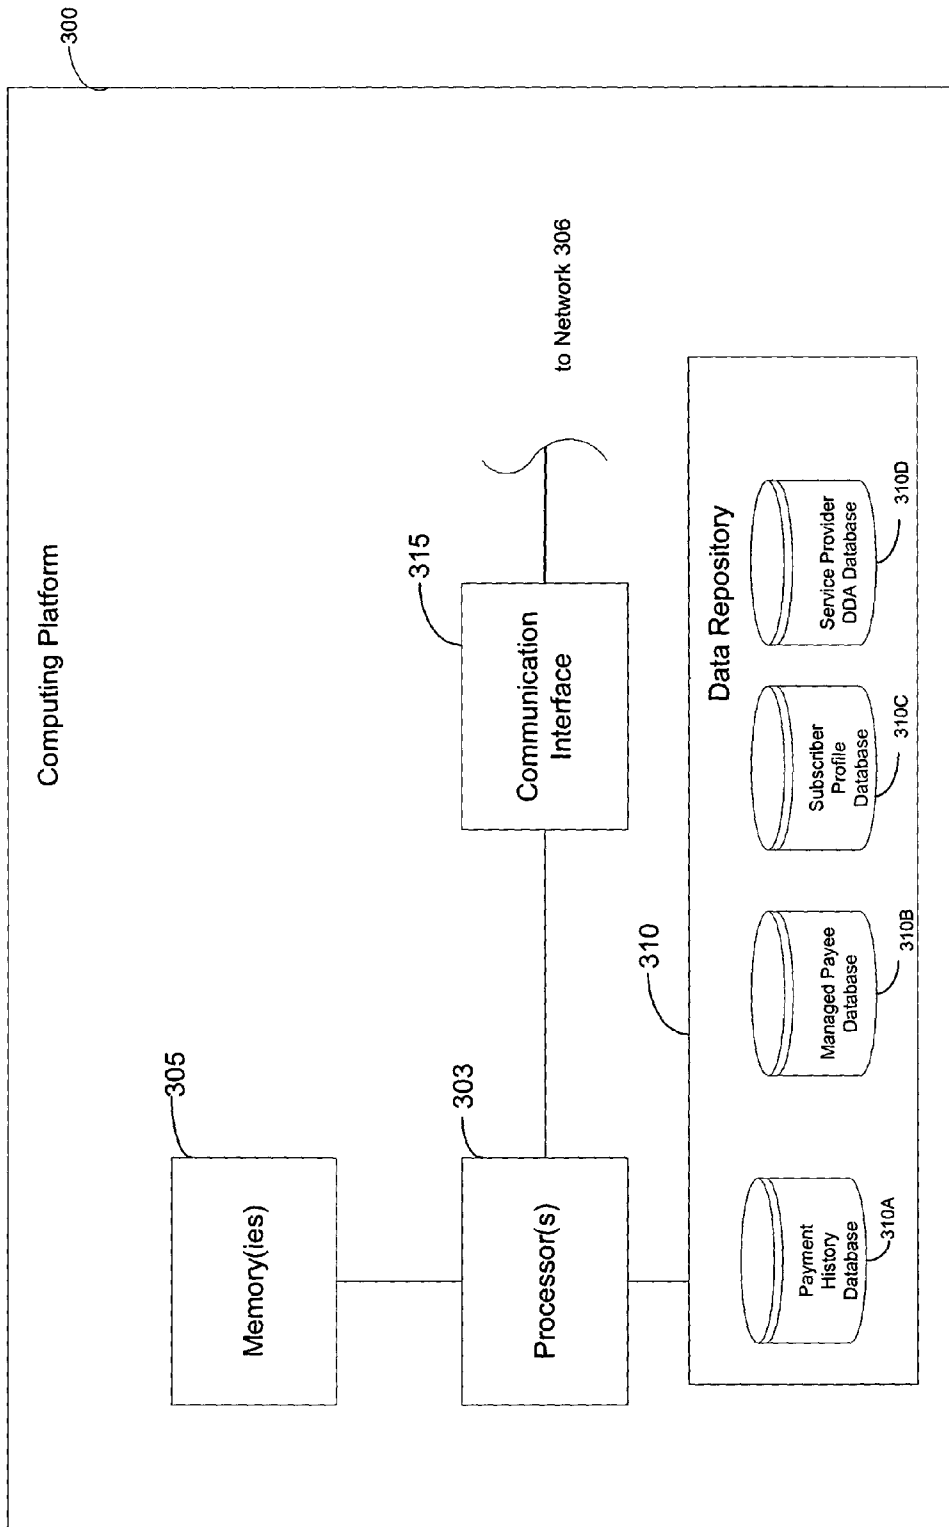 300
Computing Platform
305
Memory(ies)
303
Processor(s)
315
Communication
Interface
to Network 306
310
Data Repository
Payment
History
Database
310A
Managed Payee
Database
310B
Subscriber
Profile
Database
310C
Service Provider
DDA Database
310D